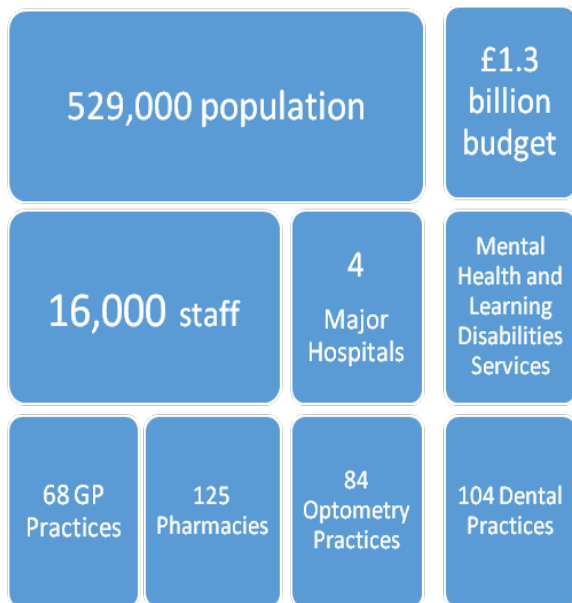 529,000 population
£1.3
billion
budget
16,000 staff
4
Major
Hospitals
Mental
Health and
Learning
Disabilities
Services
68 GP
Practices
125
Pharmacies
84
Optometry
Practices
104 Dental
Practices